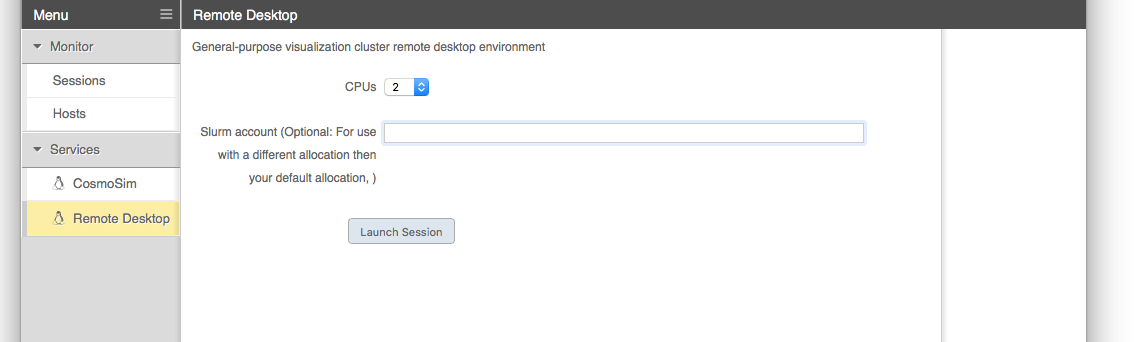 Menu
Remote Desktop
Monitor
General-purpose visualization cluster remote desktop environment
Sessions
CPUs 2
Hosts
Slurm account (Optional: For use
with a different allocation then
your default allocation, )
Services
CosmoSim
Remote Desktop
Launch Session